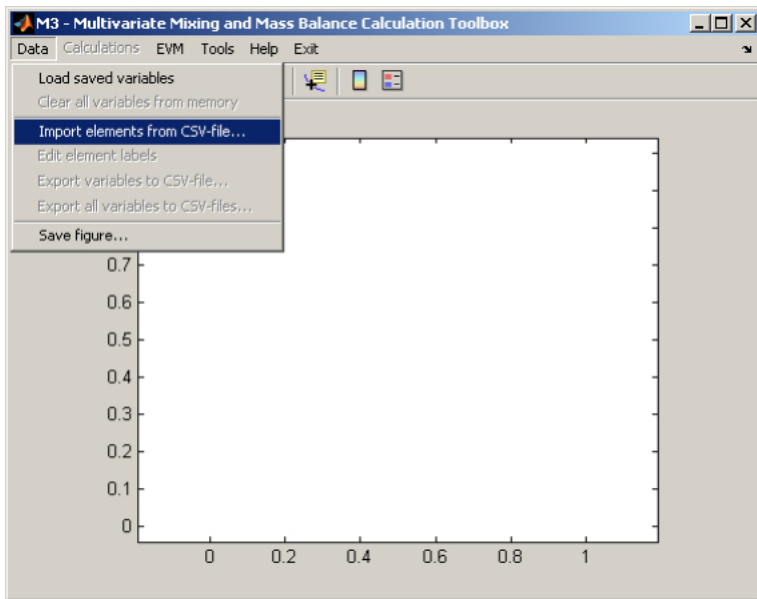 M3 - Multivariate Mixing and Mass Balance Calculation Toolbox
Data Calculations EVM Tools Help Exit
Load saved variables
Clear all variables from memory
Import elements from CSV-file...
Edit element labels
Export variables to CSV-file...
Export all variables to CSV-files...
Save figure...
0.7
0.6
0.5
0.4
0.3
0.2
0.1
0
0 0.2 0.4 0.6 0.8 1